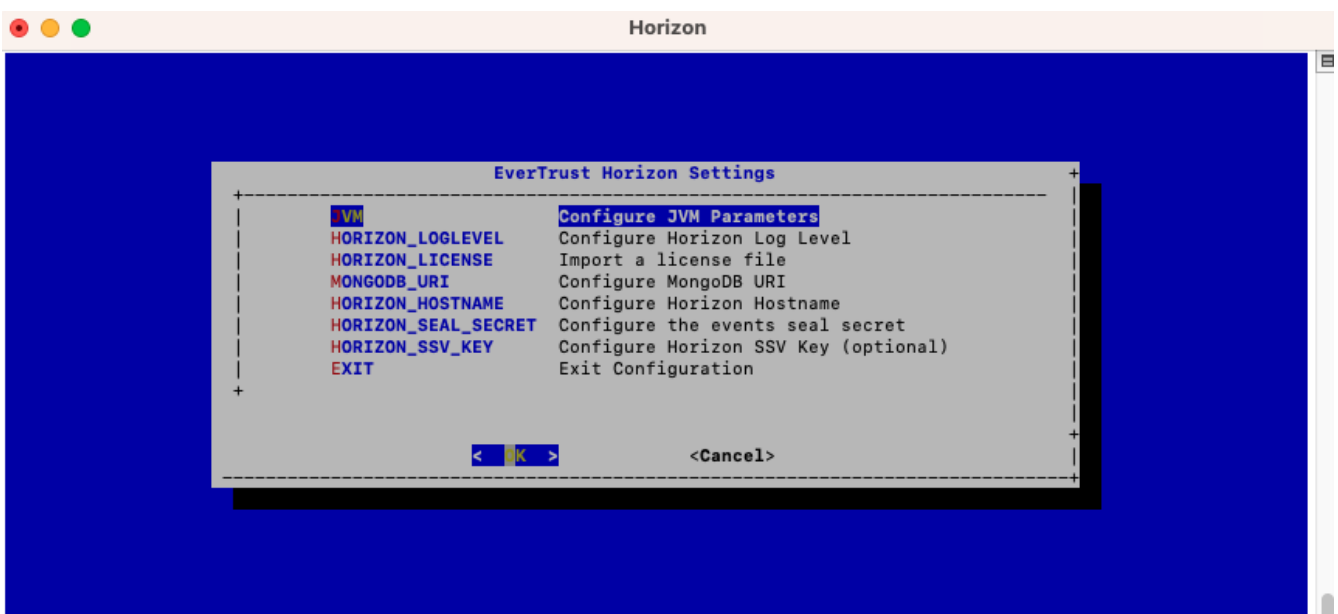 Horizon
EverTrust Horizon Settings
JVM Configure JVM Parameters
HORIZON_LOGLEVEL Configure Horizon Log Level
HORIZON_LICENSE Import a license file
MONGODB_URI Configure MongoDB URI
HORIZON_HOSTNAME Configure Horizon Hostname
HORIZON_SEAL_SECRET Configure the events seal secret
HORIZON_SSV_KEY Configure Horizon SSV Key (optional)
EXIT Exit Configuration
< OK > <Cancel>